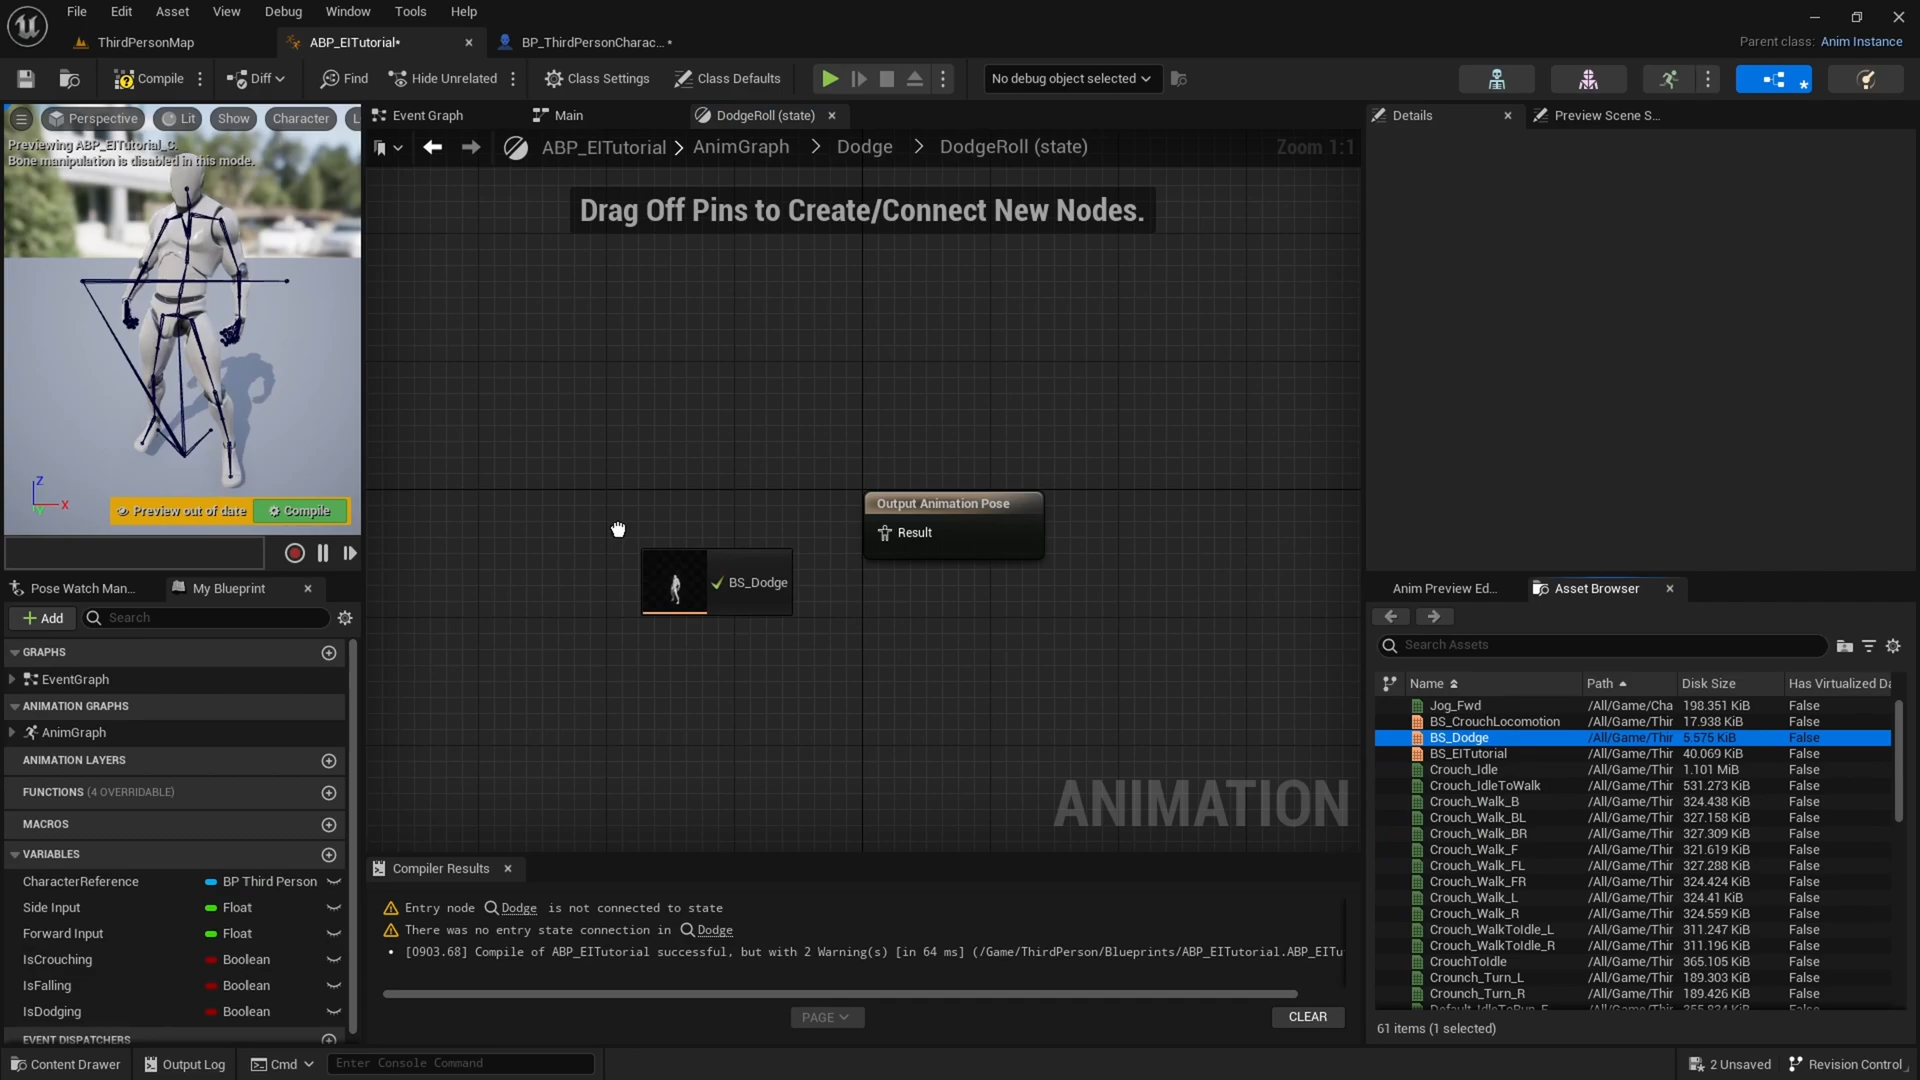 File Edit Asset View Debug Window Tools Help
ThirdPersonMap
ABP_EITutorial*
BP_ThirdPersonCharac...*
Parent class: Anim Instance
Compile
Diff
Find
Hide Unrelated
Class Settings
Class Defaults
No debug object selected
Perspective
Lit
Show
Character
L
Previewing ABP_EITutorial_C.
Bone manipulation is disabled in this mode.
Z
X
Y
Preview out of date
Compile
Event Graph
Main
DodgeRoll (state)
ABP_EITutorial > AnimGraph > Dodge > DodgeRoll (state)
Zoom 1:1
Drag Off Pins to Create/Connect New Nodes.
Output Animation Pose
Result
BS_Dodge
ANIMATION
Pose Watch Man...
My Blueprint
Add
Search
GRAPHS
EventGraph
ANIMATION GRAPHS
AnimGraph
ANIMATION LAYERS
FUNCTIONS (4 OVERRIDABLE)
MACROS
VARIABLES
CharacterReference BP Third Person
Side Input Float
Forward Input Float
IsCrouching Boolean
IsFalling Boolean
IsDodging Boolean
EVENT DISPATCHERS
Compiler Results
Entry node Dodge is not connected to state
There was no entry state connection in Dodge
[0903.68] Compile of ABP_EITutorial successful, but with 2 Warning(s) [in 64 ms] (/Game/ThirdPerson/Blueprints/ABP_EITutorial.ABP_EITu
PAGE
CLEAR
Details
Preview Scene S...
Anim Preview Ed...
Asset Browser
Search Assets
Name Path Disk Size Has Virtualized Da
Jog_Fwd /All/Game/Cha 198.351 KiB False
BS_CrouchLocomotion /All/Game/Thir 17.938 KiB False
BS_Dodge /All/Game/Thir 5.575 KiB False
BS_EITutorial /All/Game/Thir 40.069 KiB False
Crouch_Idle /All/Game/Thir 1.101 MiB False
Crouch_IdleToWalk /All/Game/Thir 531.273 KiB False
Crouch_Walk_B /All/Game/Thir 324.438 KiB False
Crouch_Walk_BL /All/Game/Thir 327.158 KiB False
Crouch_Walk_BR /All/Game/Thir 327.309 KiB False
Crouch_Walk_F /All/Game/Thir 321.619 KiB False
Crouch_Walk_FL /All/Game/Thir 327.288 KiB False
Crouch_Walk_FR /All/Game/Thir 324.424 KiB False
Crouch_Walk_L /All/Game/Thir 324.41 KiB False
Crouch_Walk_R /All/Game/Thir 324.559 KiB False
Crouch_WalkToIdle_L /All/Game/Thir 311.247 KiB False
Crouch_WalkToIdle_R /All/Game/Thir 311.196 KiB False
CrouchToIdle /All/Game/Thir 365.105 KiB False
Crounch_Turn_L /All/Game/Thir 189.303 KiB False
Crounch_Turn_R /All/Game/Thir 189.426 KiB False
61 items (1 selected)
Content Drawer
Output Log
Cmd
Enter Console Command
2 Unsaved
Revision Control